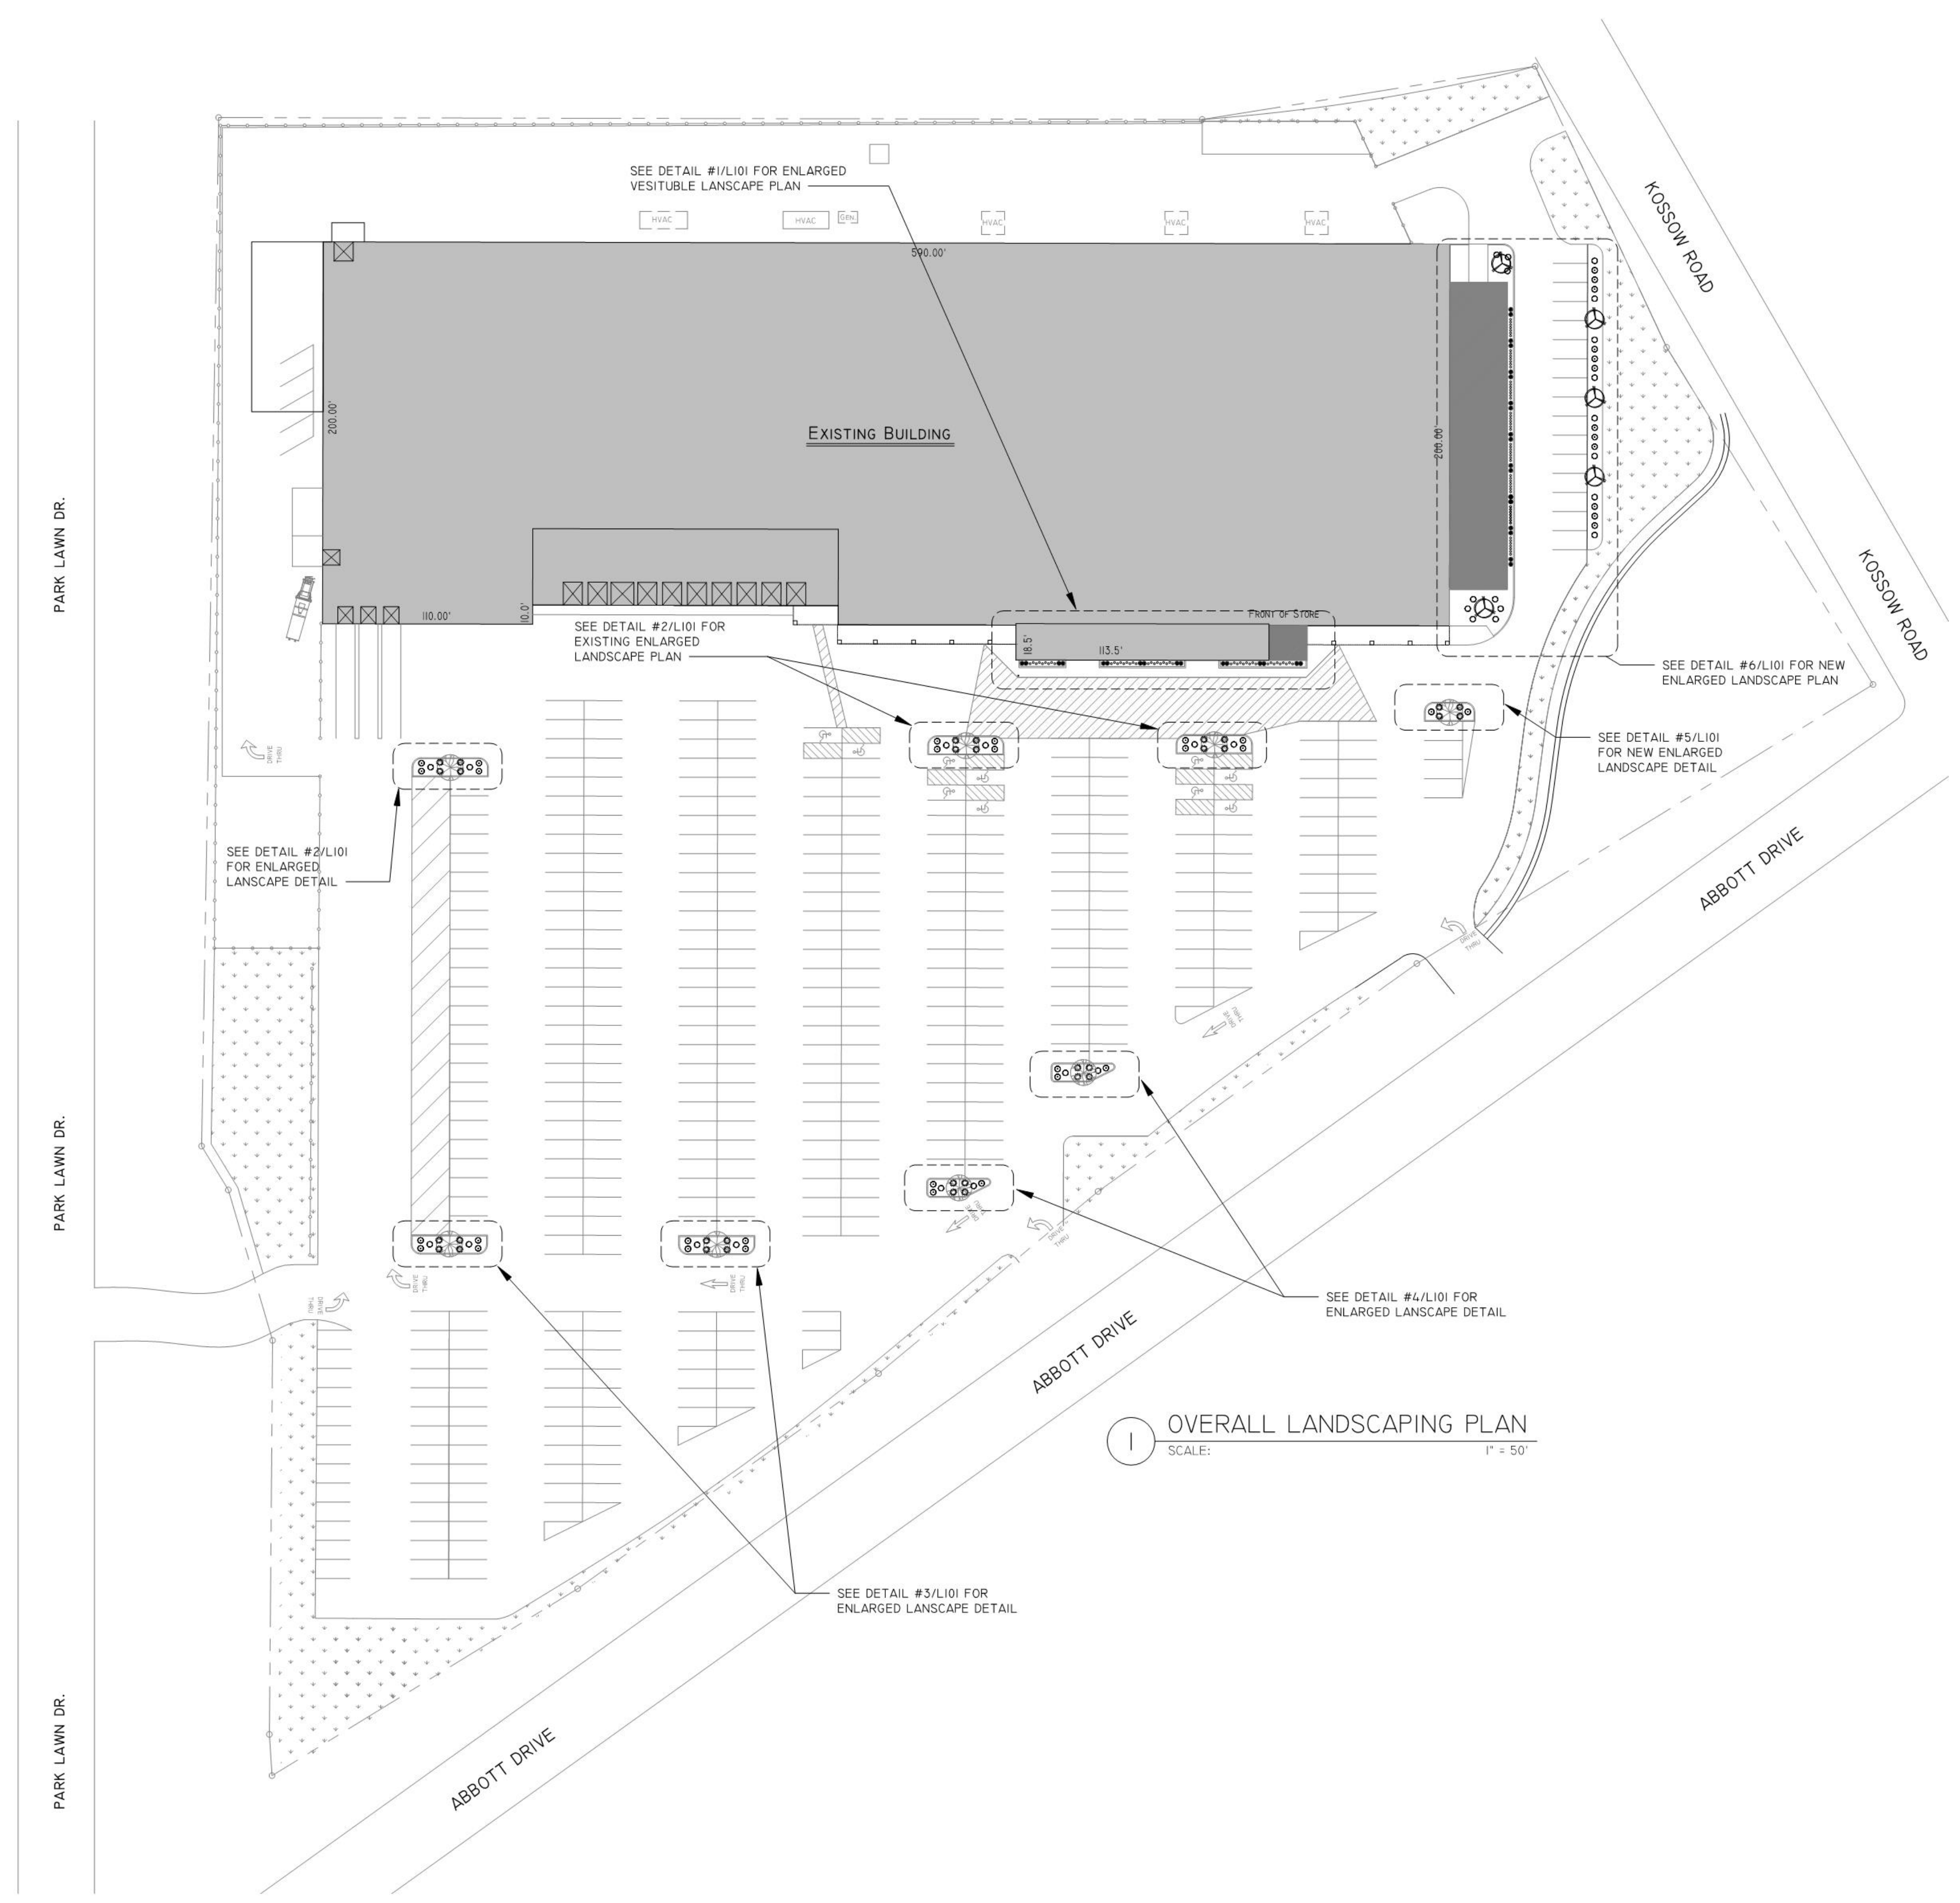 SEE DETAIL #1/L101 FOR ENLARGED
VESITUBLE LANSCAPE PLAN
KOSSOW ROAD
HVAC
HVAC
GEN.
HVAC
HVAC
HVAC
590.00'
200.00'
EXISTING BUILDING
200.00'
PARK LAWN DR.
KOSSOW ROAD
110.00'
10.0'
FRONT OF STORE
SEE DETAIL #2/L101 FOR
EXISTING ENLARGED
LANDSCAPE PLAN
18.5'
113.5'
SEE DETAIL #6/L101 FOR NEW
ENLARGED LANDSCAPE PLAN
SEE DETAIL #5/L101
FOR NEW ENLARGED
LANDSCAPE DETAIL
DRIVE
THRU
SEE DETAIL #2/L101
FOR ENLARGED
LANSCAPE DETAIL
ABBOTT DRIVE
DRIVE
THRU
DRIVE
THRU
PARK LAWN DR.
DRIVE
THRU
DRIVE
THRU
DRIVE
THRU
DRIVE
THRU
DRIVE
THRU
SEE DETAIL #4/L101 FOR
ENLARGED LANSCAPE DETAIL
ABBOTT DRIVE
1
OVERALL LANDSCAPING PLAN
SCALE: 1" = 50'
SEE DETAIL #3/L101 FOR
ENLARGED LANSCAPE DETAIL
PARK LAWN DR.
ABBOTT DRIVE